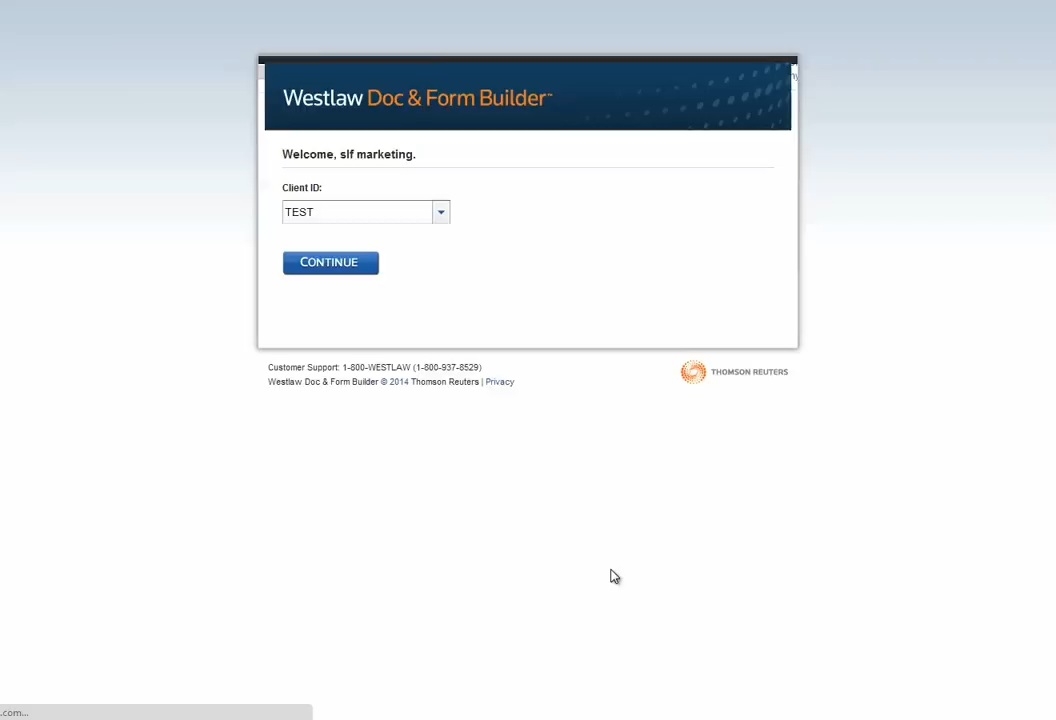 Westlaw Doc & Form Builder™
Welcome, slf marketing.
Client ID:
TEST
CONTINUE
Customer Support: 1-800-WESTLAW (1-800-937-8529)
Westlaw Doc & Form Builder © 2014 Thomson Reuters | Privacy
THOMSON REUTERS
.com...